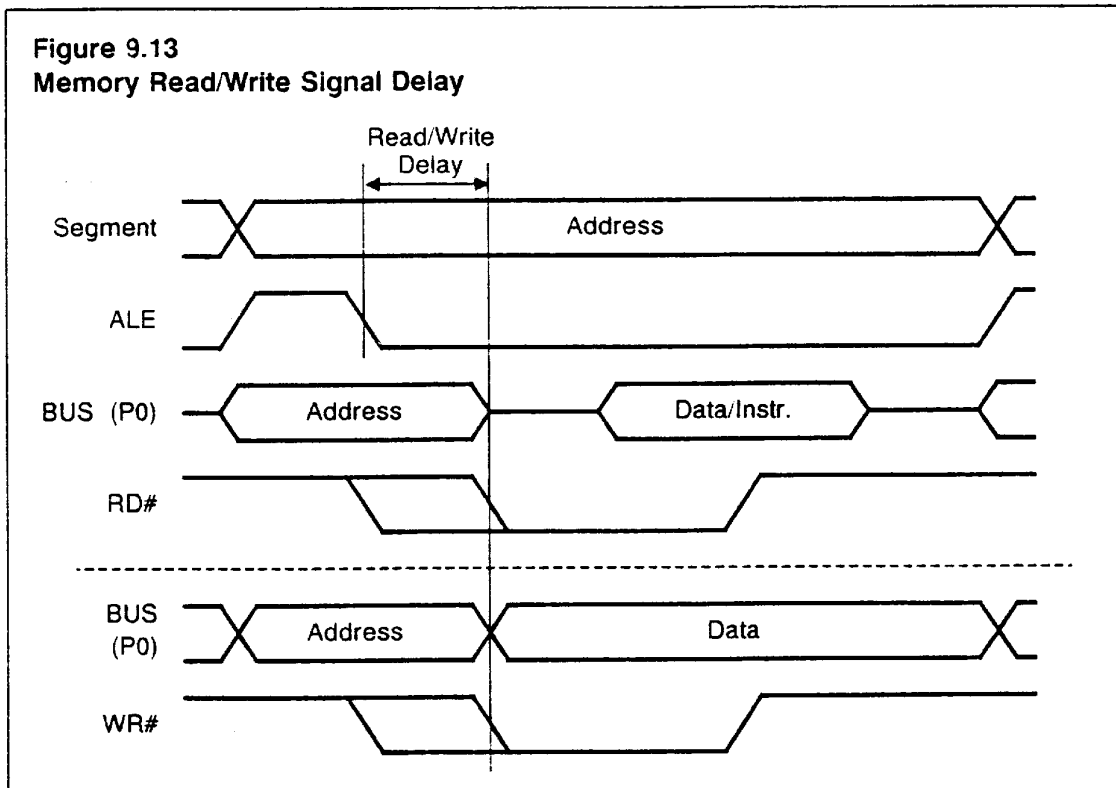 Figure 9.13
Memory Read/Write Signal Delay
Read/Write
Delay
Segment
Address
ALE
BUS (P0)
Address
Data/Instr.
RD#
BUS
(P0)
Address
Data
WR#